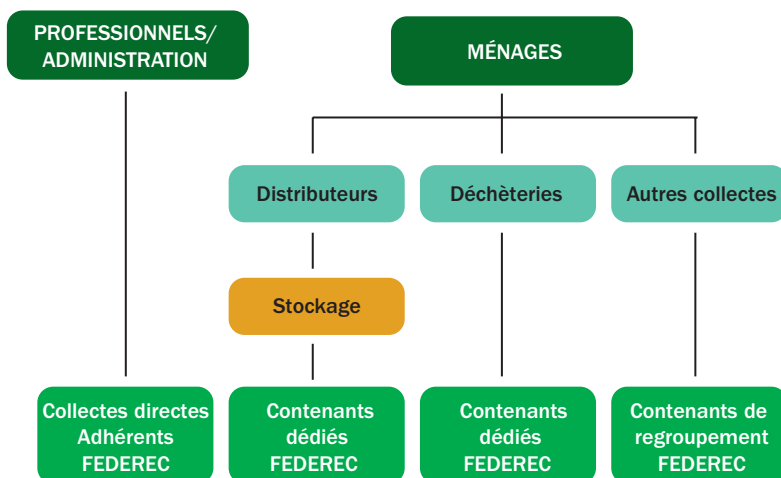 PROFESSIONNELS/
ADMINISTRATION
MÉNAGES
Distributeurs
Déchèteries
Autres collectes
Stockage
Collectes directes
Adhérents
FEDEREC
Contenants
dédiés
FEDEREC
Contenants
dédiés
FEDEREC
Contenants de
regroupement
FEDEREC